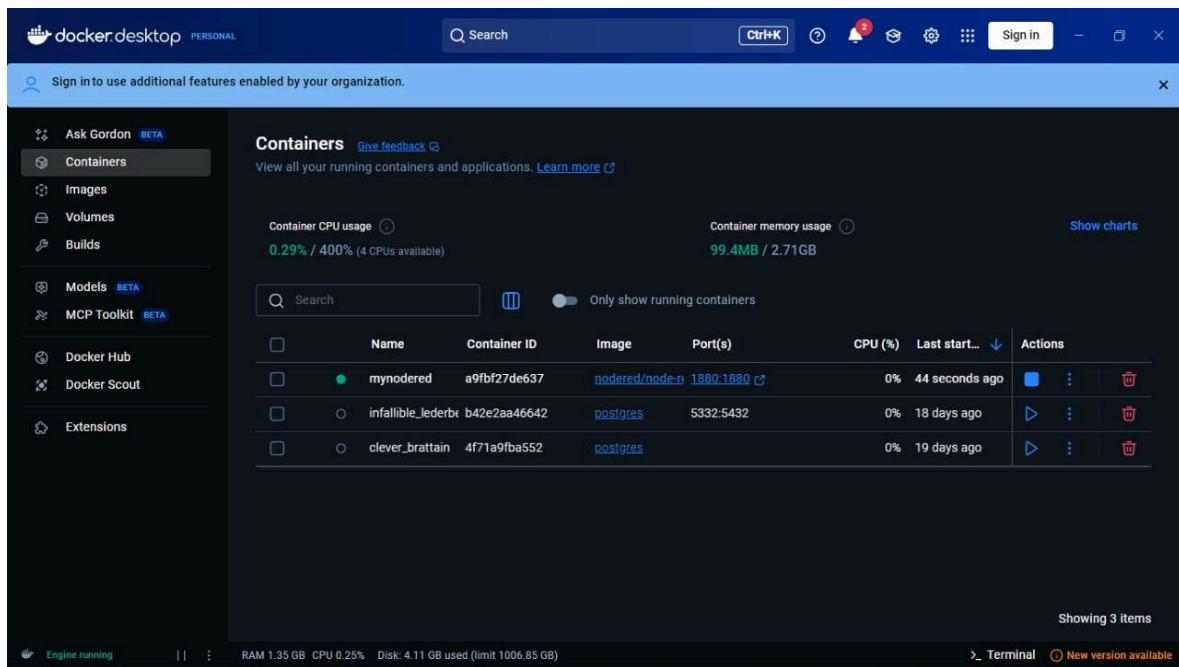 docker.desktop PERSONAL
Search Ctrl+K 2 Sign in
Sign in to use additional features enabled by your organization.
Ask Gordon BETA
Containers
Images
Volumes
Builds
Models BETA
MCP Toolkit BETA
Docker Hub
Docker Scout
Extensions
Containers Give feedback
View all your running containers and applications. Learn more
Container CPU usage
0.29% / 400% (4 CPUs available)
Container memory usage
99.4MB / 2.71GB
Show charts
Search
Only show running containers
Name Container ID Image Port(s) CPU (%) Last start... Actions
mynodered a9fbf27de637 nodered/node-r 1880:1880 0% 44 seconds ago
infallible_lederbe b42e2aa46642 postgres 5332:5432 0% 18 days ago
clever_brattain 4f71a9fba552 postgres 0% 19 days ago
Showing 3 items
Engine running RAM 1.35 GB CPU 0.25% Disk: 4.11 GB used (limit 1006.85 GB) >_ Terminal New version available